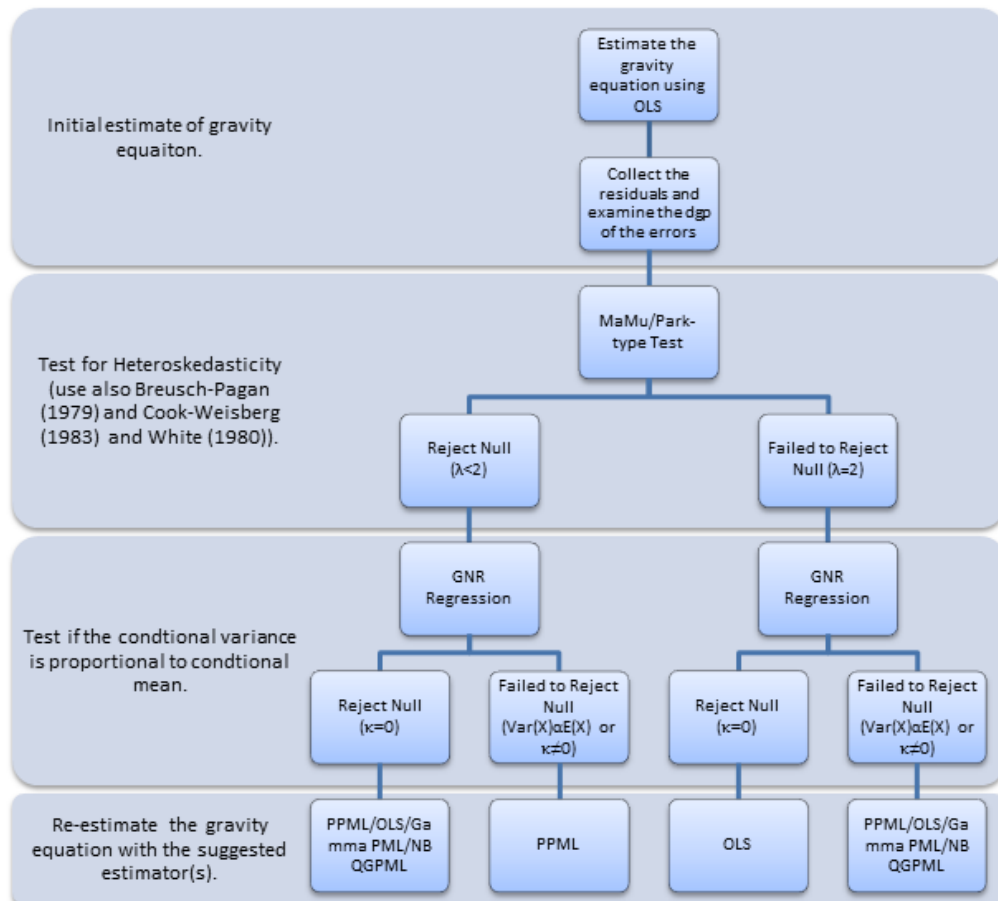 Estimate the
gravity
equation using
OLS
Initial estimate of gravity
equaiton.
Collect the
residuals and
examine the dgp
of the errors
MaMu/Park-
type Test
Test for Heteroskedasticity
(use also Breusch-Pagan
(1979) and Cook-Weisberg
(1983) and White (1980)).
Reject Null
(λ<2)
Failed to Reject
Null (λ=2)
GNR
Regression
GNR
Regression
Test if the condtional variance
is proportional to condtional
mean.
Reject Null
(κ=0)
Failed to Reject
Null
(Var(X)αE(X) or
κ≠0)
Reject Null
(κ=0)
Failed to Reject
Null
(Var(X)αE(X) or
κ≠0)
Re-estimate the gravity
equation with the suggested
estimator(s).
PPML/OLS/Ga
mma PML/NB
QGPML
PPML
OLS
PPML/OLS/Ga
mma PML/NB
QGPML